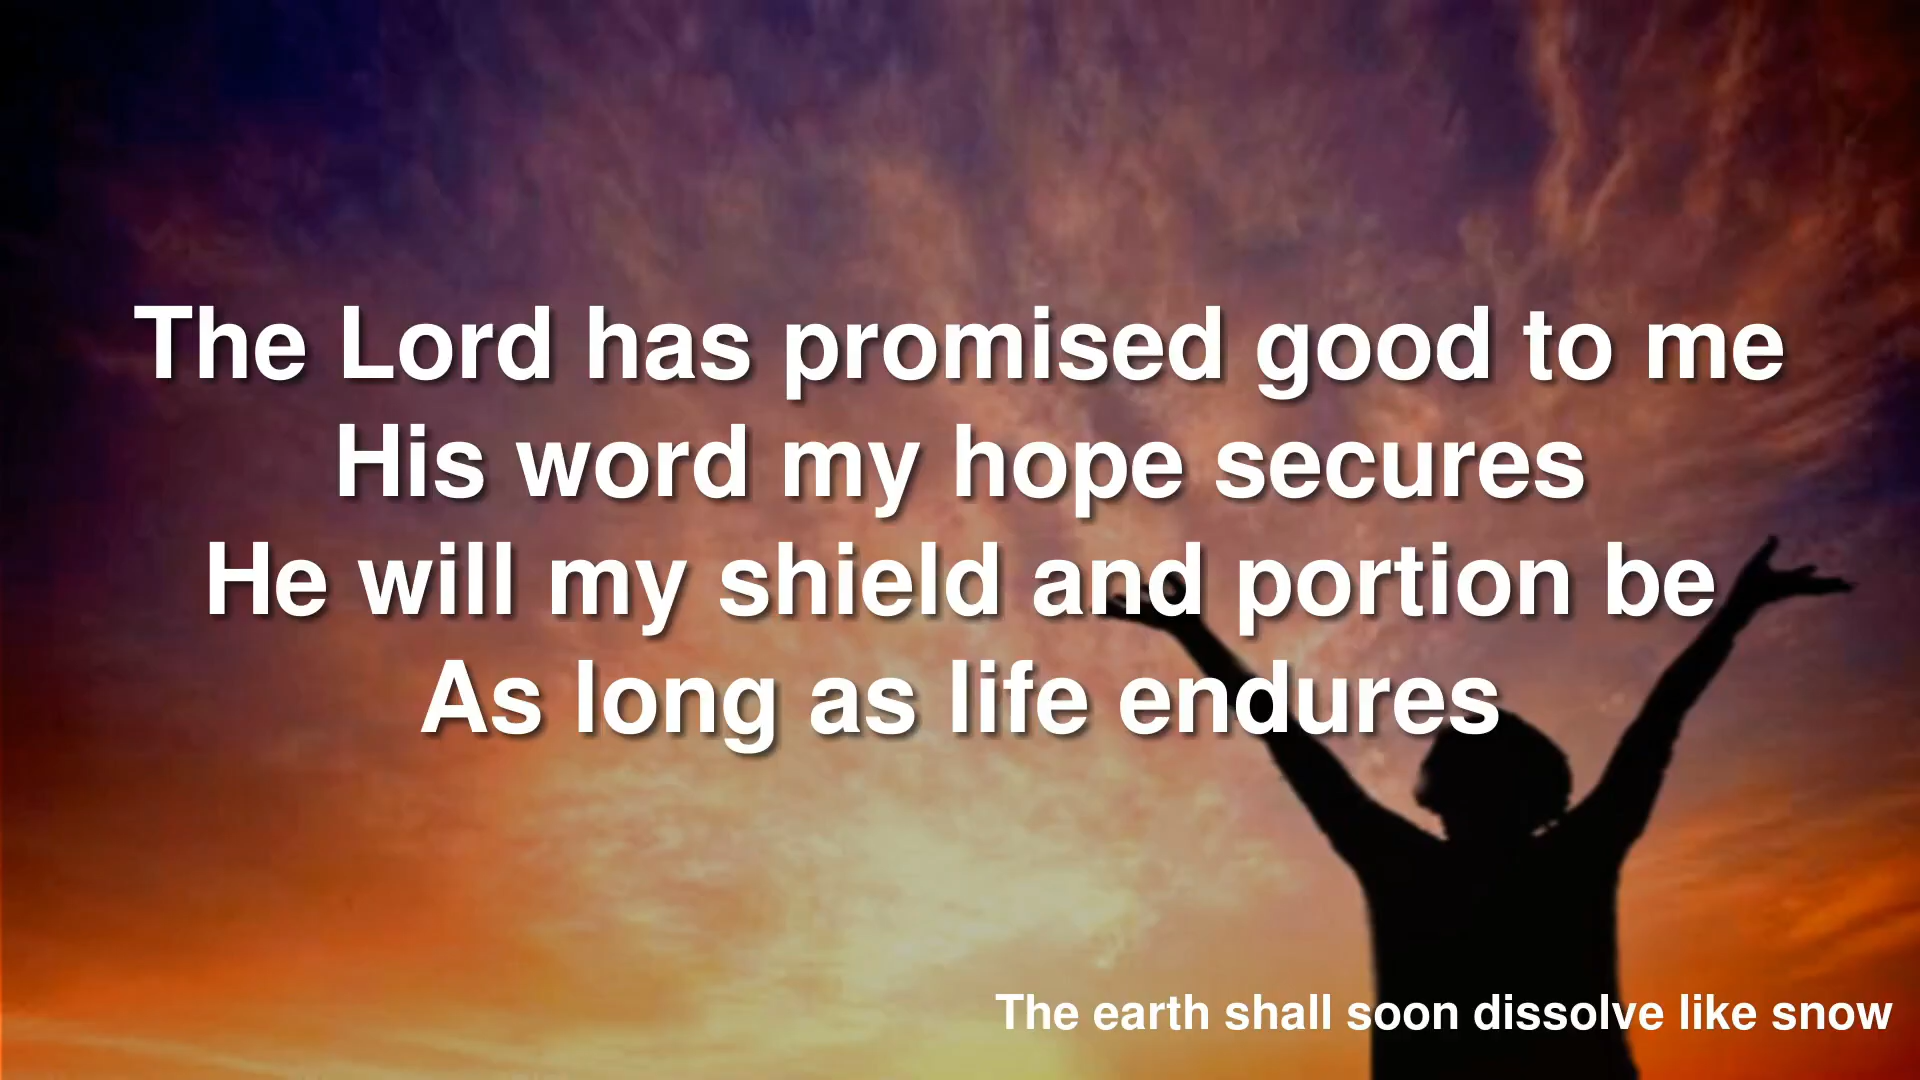 The Lord has promised good to me
His word my hope secures
He will my shield and portion be
As long as life endures
The earth shall soon dissolve like snow